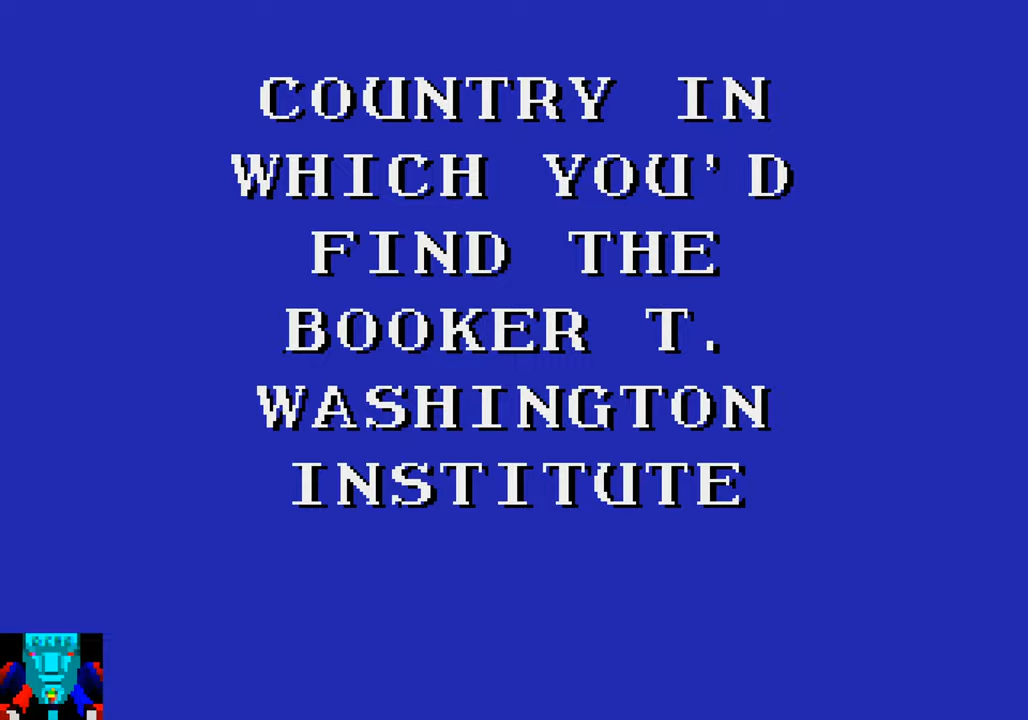 COUNTRY IN
WHICH YOU'D
FIND THE
BOOKER T.
WASHINGTON
INSTITUTE